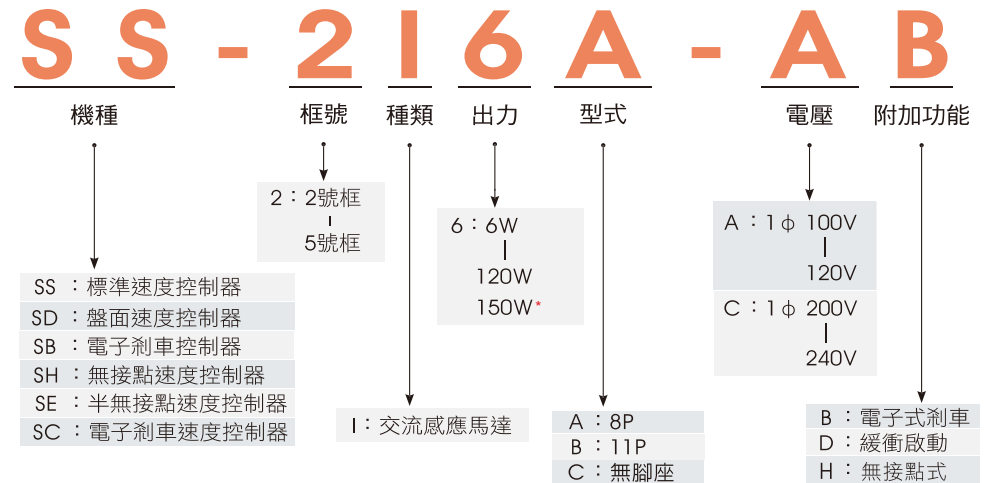 SS-2I6A-AB
機種 框號 種類 出力 型式 電壓 附加功能
2：2號框
5號框
6：6W
120W
150W*
A：1ϕ 100V
120V
C：1ϕ 200V
240V
SS：標準速度控制器
SD：盤面速度控制器
SB：電子剎車控制器
SH：無接點速度控制器
SE：半無接點速度控制器
SC：電子剎車速度控制器
I：交流感應馬達
A：8P
B：11P
C：無腳座
B：電子式剎車
D：緩衝啟動
H：無接點式